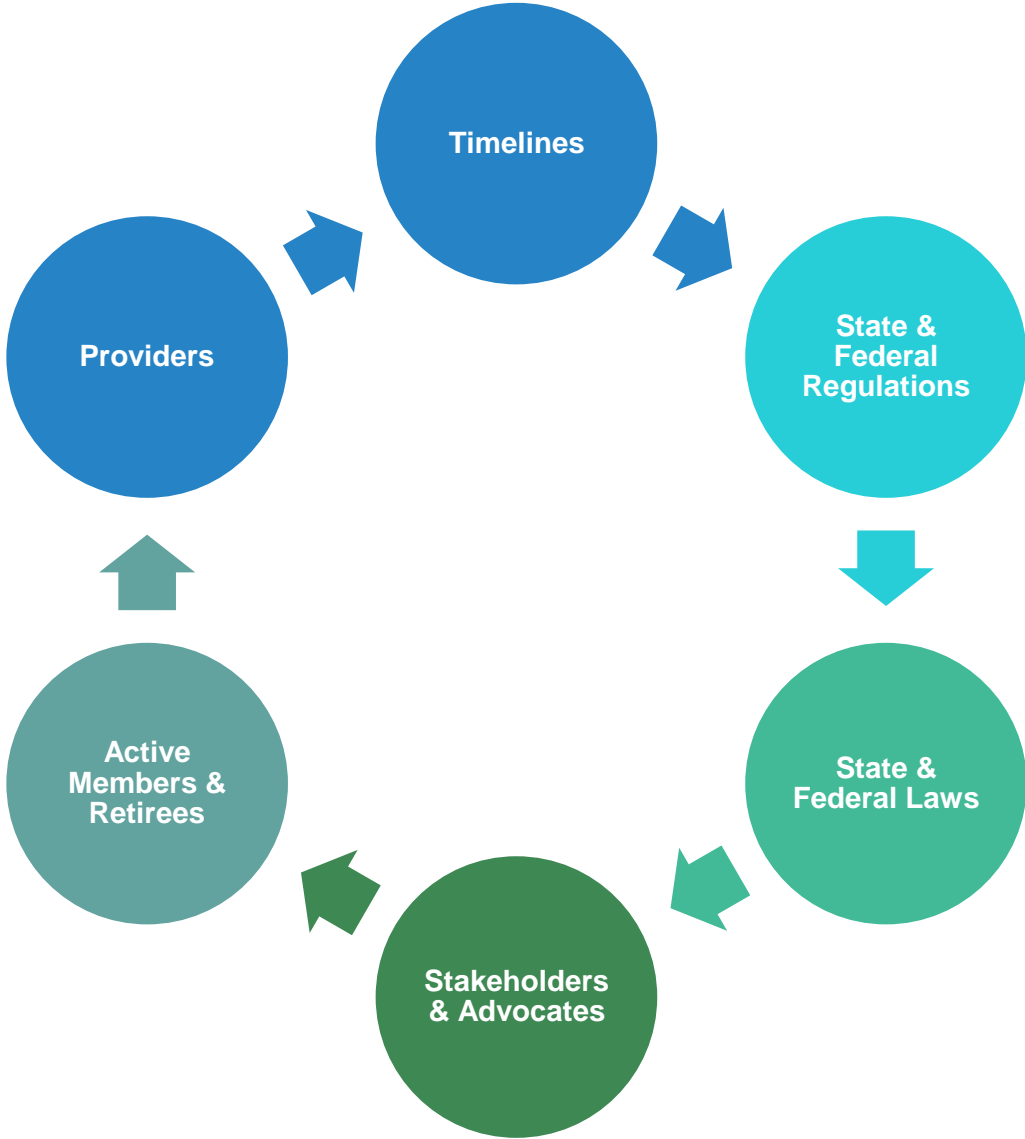 Timelines
State &
Federal
Regulations
State &
Federal Laws
Stakeholders
& Advocates
Active
Members &
Retirees
Providers